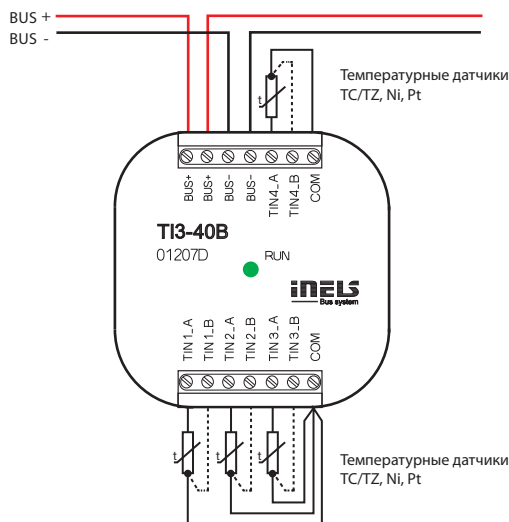 BUS +
BUS -
t
Температурные датчики
TC/TZ, Ni, Pt
BUS+
BUS+
BUS-
BUS-
TIN4_A
TIN4_B
COM
TI3-40B
01207D
RUN
iNELS
Bus system
TIN1_A
TIN1_B
TIN2_A
TIN2_B
TIN3_A
TIN3_B
COM
t
t
t
Температурные датчики
TC/TZ, Ni, Pt